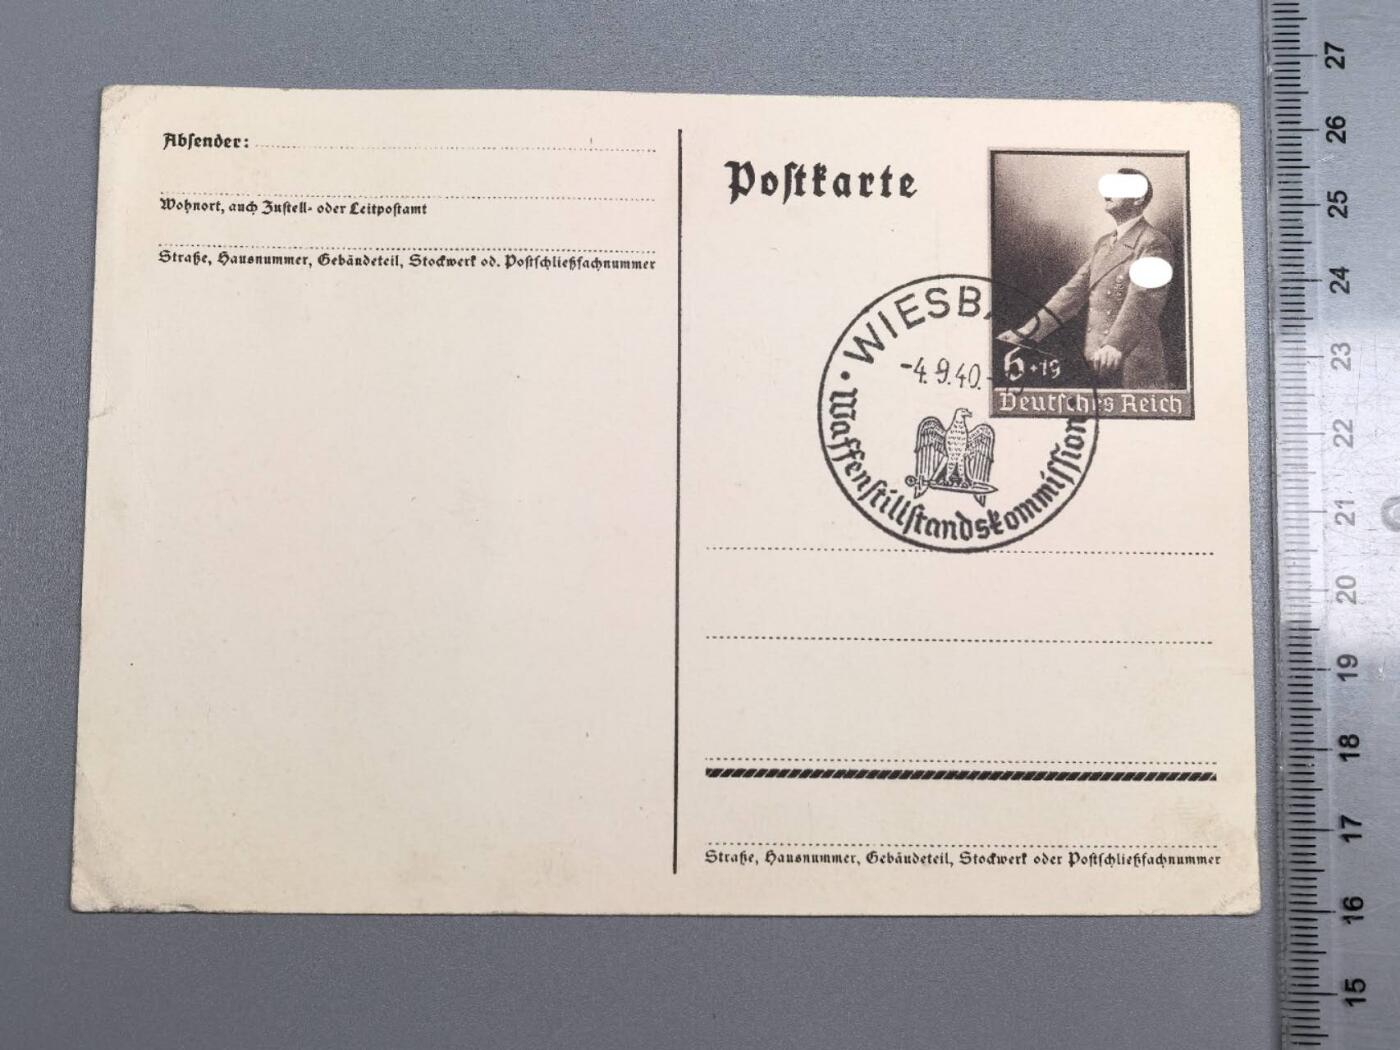 Absender:
Wohnort, auch Zustell- oder Leitpostamt
Straße, Hausnummer, Gebäudeteil, Stockwerk od. Postschließfachnummer
Postkarte
6+19
Deutsches Reich
-4.9.40.-
Waffenstillstandskommission
Straße, Hausnummer, Gebäudeteil, Stockwerk oder Postschließfachnummer
27
26
25
24
23
22
21
20
19
18
17
16
15